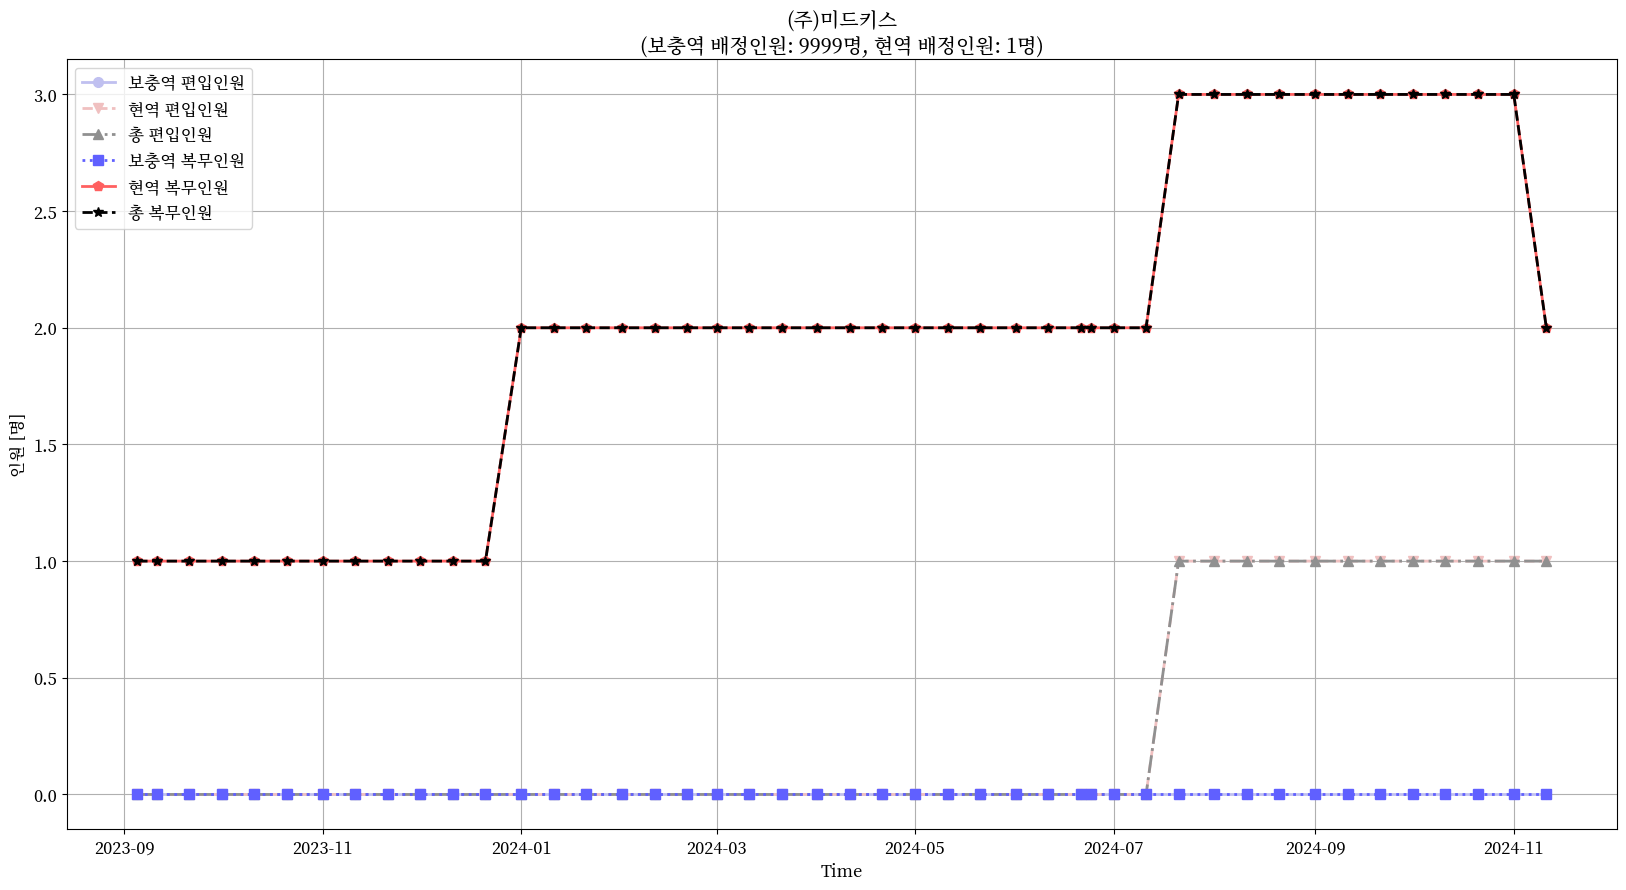 (주)미드키스
(보충역 배정인원: 9999명, 현역 배정인원: 1명)
보충역 편입인원
현역 편입인원
총 편입인원
보충역 복무인원
현역 복무인원
총 복무인원
3.0
2.5
2.0
1.5
1.0
0.5
0.0
인원 [명]
2023-09 2023-11 2024-01 2024-03 2024-05 2024-07 2024-09 2024-11
Time